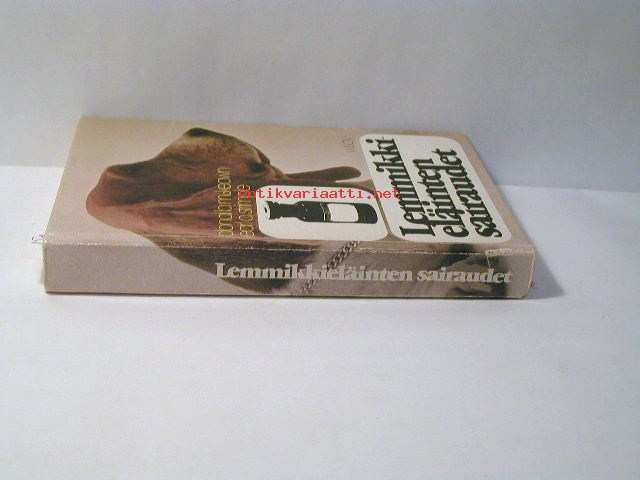 Lemmikki-
eläinten
sairaudet
antikvariaatti.net
Lemmikkieläinten sairaudet